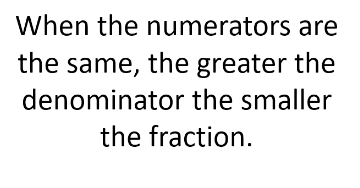 When the numerators are
the same, the greater the
denominator the smaller
the fraction.